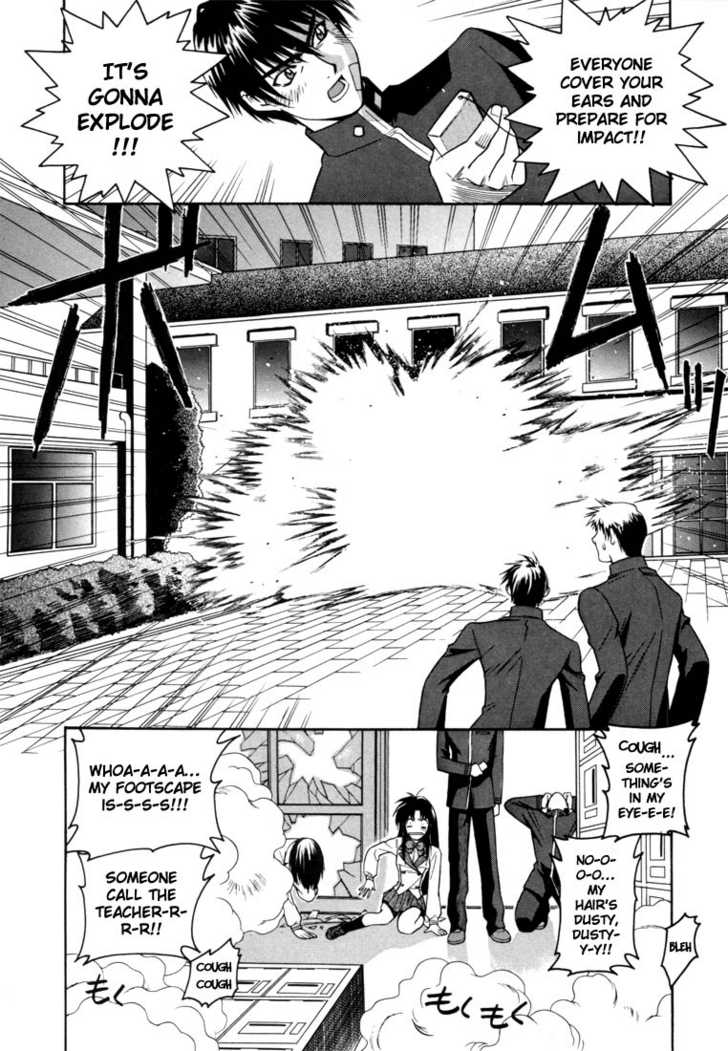 EVERYONE
COVER YOUR
EARS AND
PREPARE FOR
IMPACT!!
IT'S
GONNA
EXPLODE
!!!
COUGH...
SOME-
THING'S
IN MY
EYE-E-E!
NO-O-
O-O...
MY
HAIR'S
DUSTY,
DUSTY-
Y-Y!!
BLEH
WHOA-A-A-A...
MY FOOTSCAPE
IS-S-S-S!!!
SOMEONE
CALL THE
TEACHER-R-
R-R!!
COUGH
COUGH
もくもく
もく